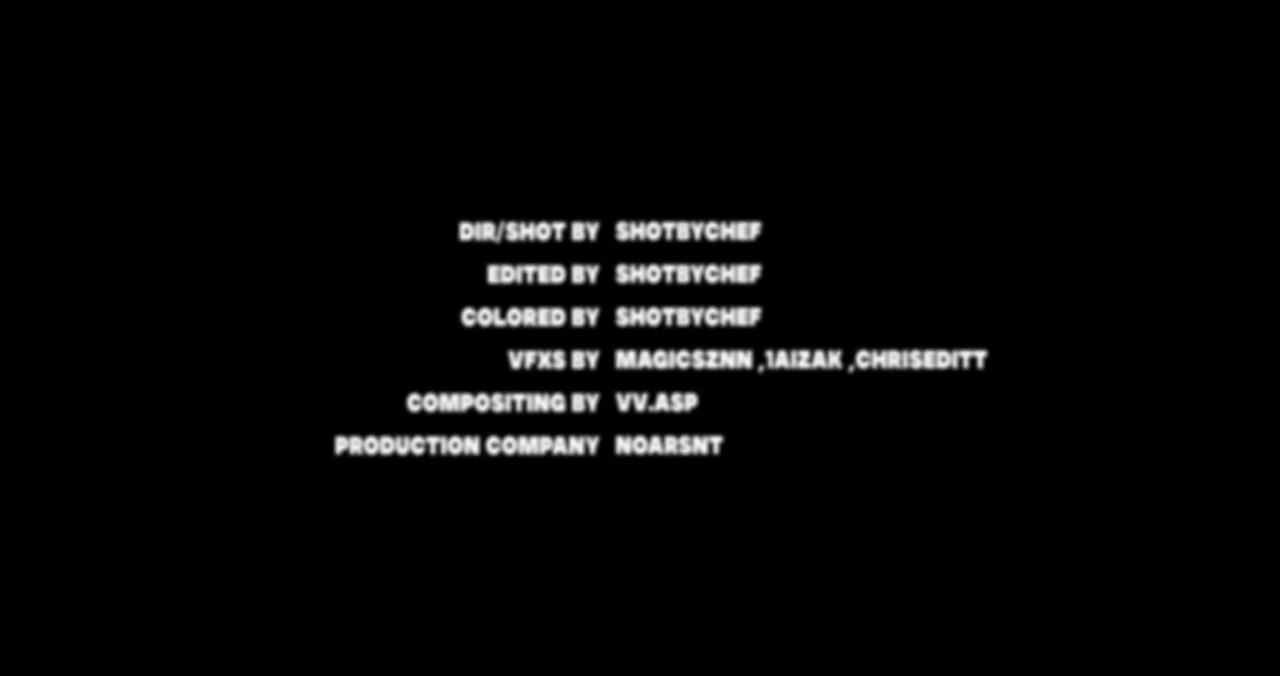 DIR/SHOT BY SHOTBYCHEF
EDITED BY SHOTBYCHEF
COLORED BY SHOTBYCHEF
VFXS BY MAGICSZNN ,1AIZAK ,CHRISEDITT
COMPOSITING BY VV.ASP
PRODUCTION COMPANY NOARSNT